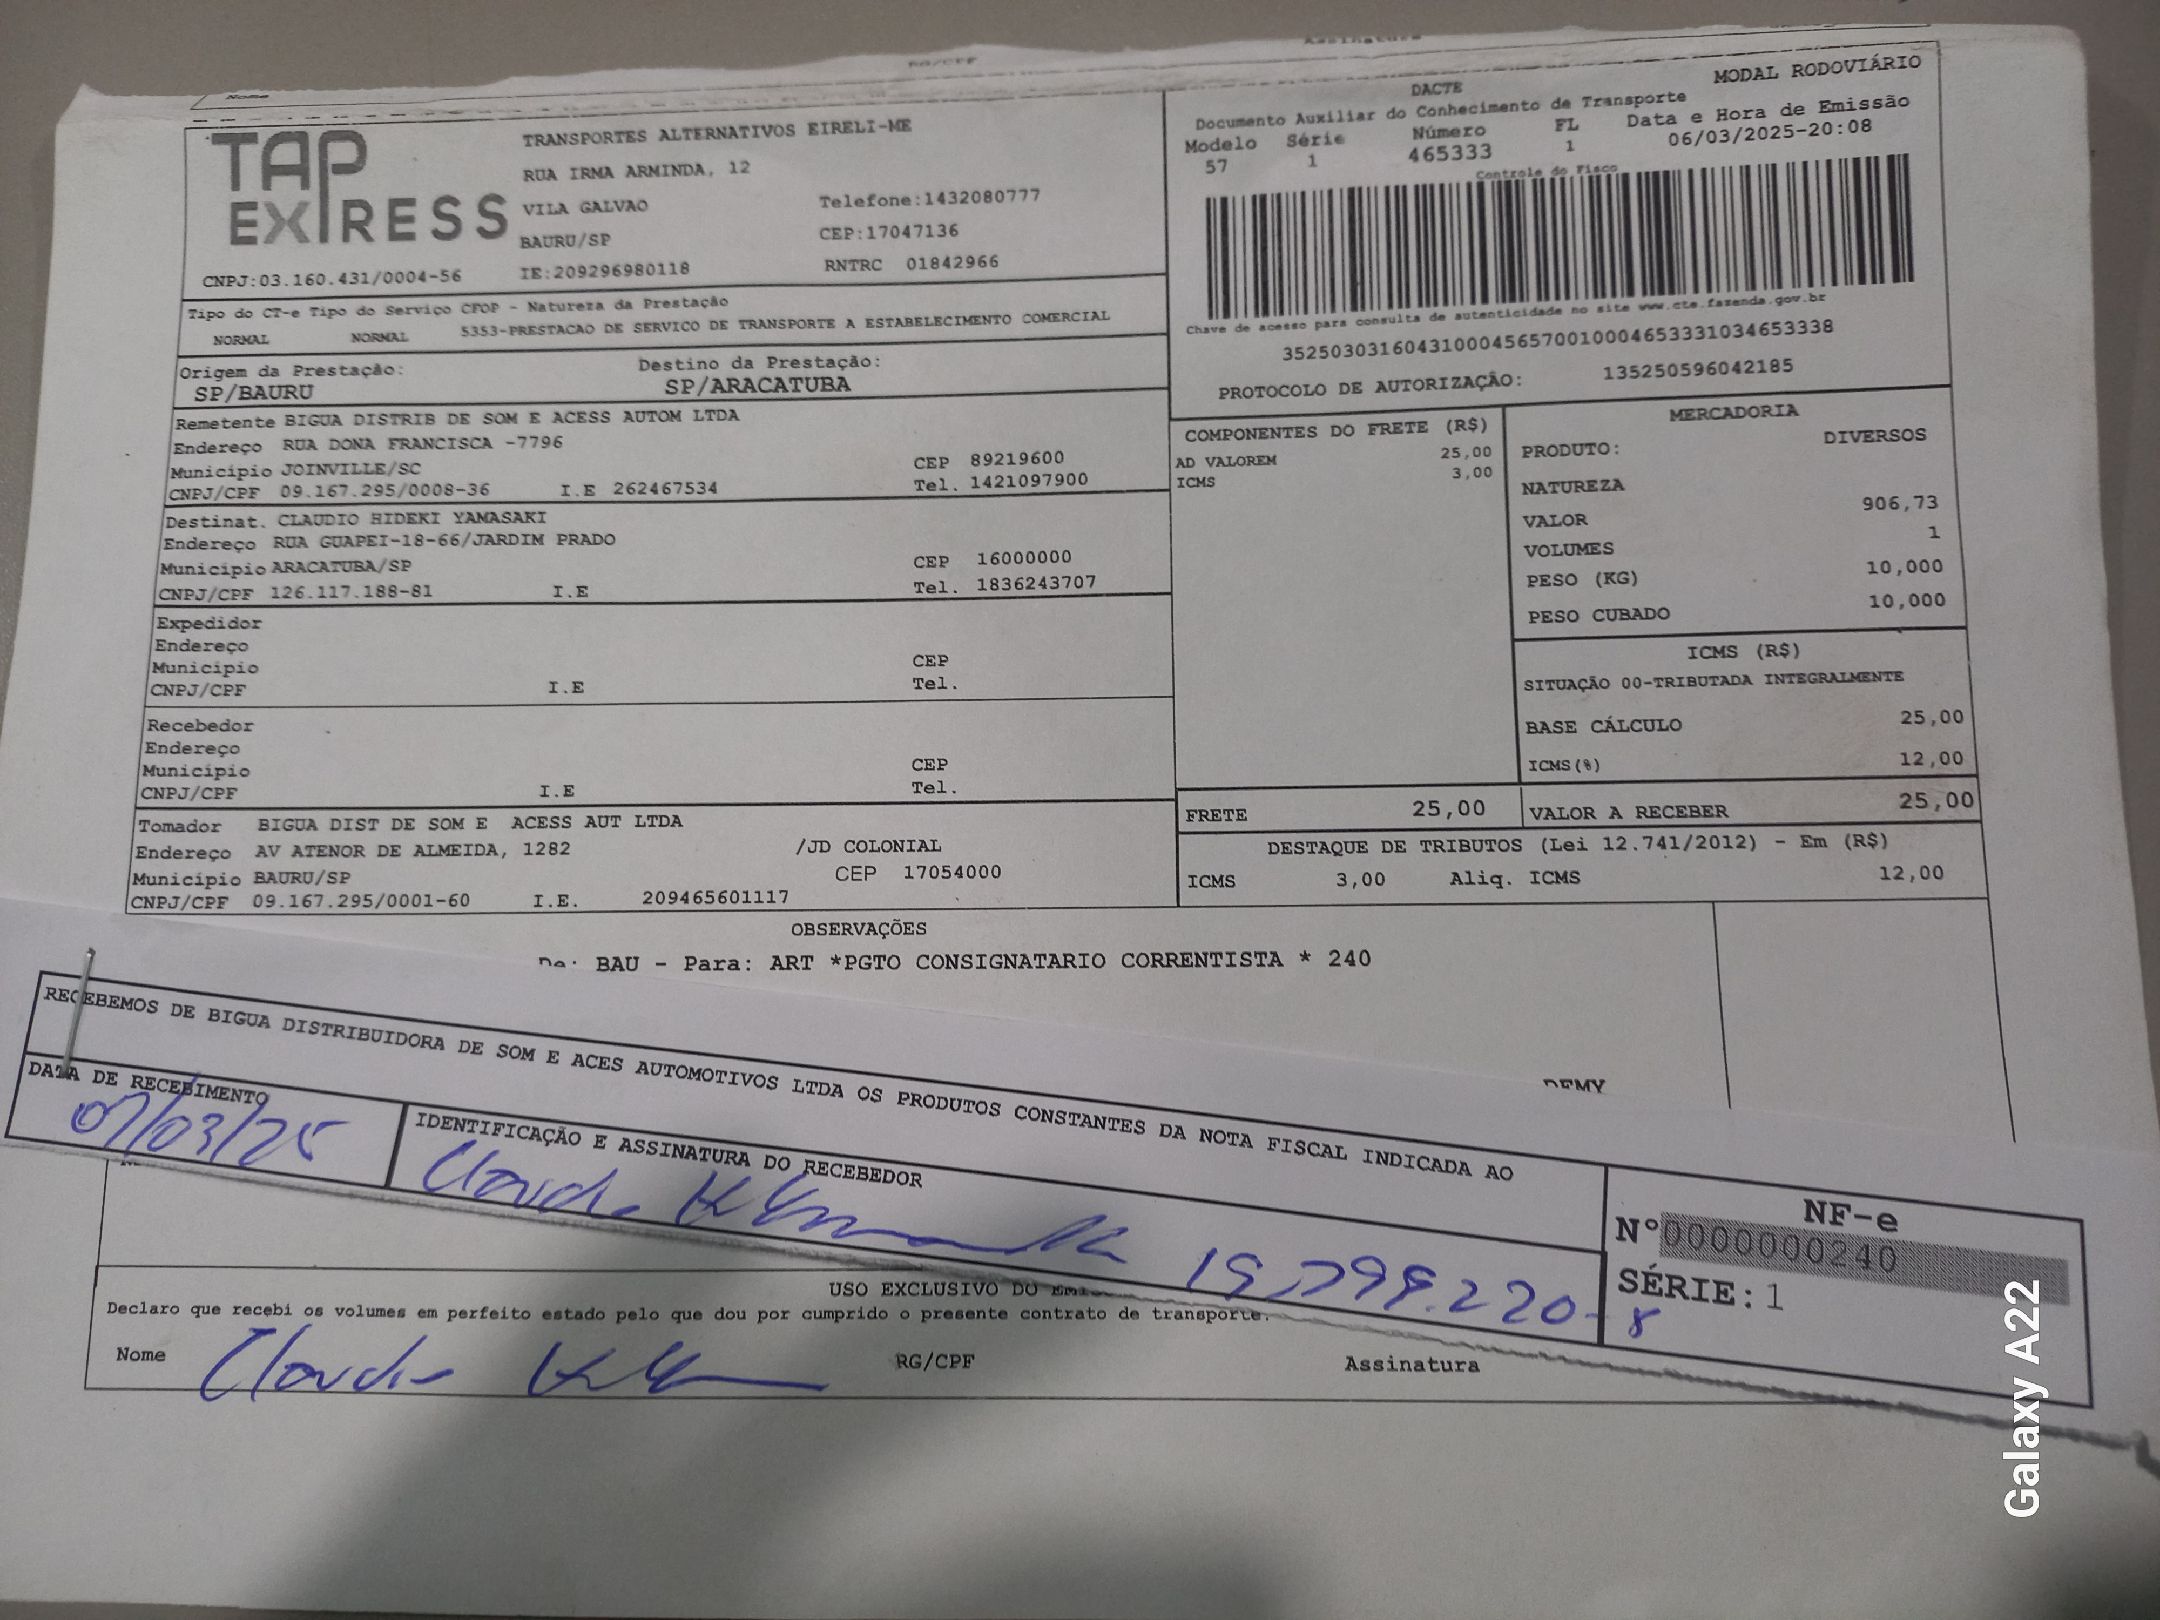 Nome RG/CPF Assinatura
TAP EXPRESS
TRANSPORTES ALTERNATIVOS EIRELI-ME
RUA IRMA ARMINDA, 12
VILA GALVAO Telefone:1432080777
BAURU/SP CEP:17047136
CNPJ:03.160.431/0004-56 IE:209296980118 RNTRC 01842966
DACTE MODAL RODOVIÁRIO
Documento Auxiliar do Conhecimento de Transporte
Modelo Série Número FL Data e Hora de Emissão
57 1 465333 1 06/03/2025-20:08
Controle do Fisco
Chave de acesso para consulta de autenticidade no site www.cte.fazenda.gov.br
35250303160431000456570010004653331034653338
PROTOCOLO DE AUTORIZAÇÃO: 135250596042185
Tipo do CT-e Tipo do Serviço CFOP - Natureza da Prestação
NORMAL NORMAL 5353-PRESTACAO DE SERVICO DE TRANSPORTE A ESTABELECIMENTO COMERCIAL
Origem da Prestação: Destino da Prestação:
SP/BAURU SP/ARACATUBA
Remetente BIGUA DISTRIB DE SOM E ACESS AUTOM LTDA
Endereço RUA DONA FRANCISCA -7796
Município JOINVILLE/SC CEP 89219600
CNPJ/CPF 09.167.295/0008-36 I.E 262467534 Tel. 1421097900
Destinat. CLAUDIO HIDEKI YAMASAKI
Endereço RUA GUAPEI-18-66/JARDIM PRADO
Município ARACATUBA/SP CEP 16000000
CNPJ/CPF 126.117.188-81 I.E Tel. 1836243707
Expedidor
Endereço
Município CEP
CNPJ/CPF I.E Tel.
Recebedor
Endereço
Município CEP
CNPJ/CPF I.E Tel.
Tomador BIGUA DIST DE SOM E ACESS AUT LTDA
Endereço AV ATENOR DE ALMEIDA, 1282 /JD COLONIAL
Município BAURU/SP CEP 17054000
CNPJ/CPF 09.167.295/0001-60 I.E. 209465601117
COMPONENTES DO FRETE (R$)
AD VALOREM 25,00
ICMS 3,00
MERCADORIA
PRODUTO: DIVERSOS
NATUREZA
VALOR 906,73
VOLUMES 1
PESO (KG) 10,000
PESO CUBADO 10,000
ICMS (R$)
SITUAÇÃO 00-TRIBUTADA INTEGRALMENTE
BASE CÁLCULO 25,00
ICMS(%) 12,00
FRETE 25,00 VALOR A RECEBER 25,00
DESTAQUE DE TRIBUTOS (Lei 12.741/2012) - Em (R$)
ICMS 3,00 Aliq. ICMS 12,00
OBSERVAÇÕES
De: BAU - Para: ART *PGTO CONSIGNATARIO CORRENTISTA * 240
RECEBEMOS DE BIGUA DISTRIBUIDORA DE SOM E ACES AUTOMOTIVOS LTDA OS PRODUTOS CONSTANTES DA NOTA FISCAL INDICADA AO
DATA DE RECEBIMENTO
07/03/25
IDENTIFICAÇÃO E ASSINATURA DO RECEBEDOR
NF-e
Nº0000000240
SÉRIE:1
USO EXCLUSIVO DO
Declaro que recebi os volumes em perfeito estado pelo que dou por cumprido o presente contrato de transporte.
Nome RG/CPF Assinatura
Galaxy A22